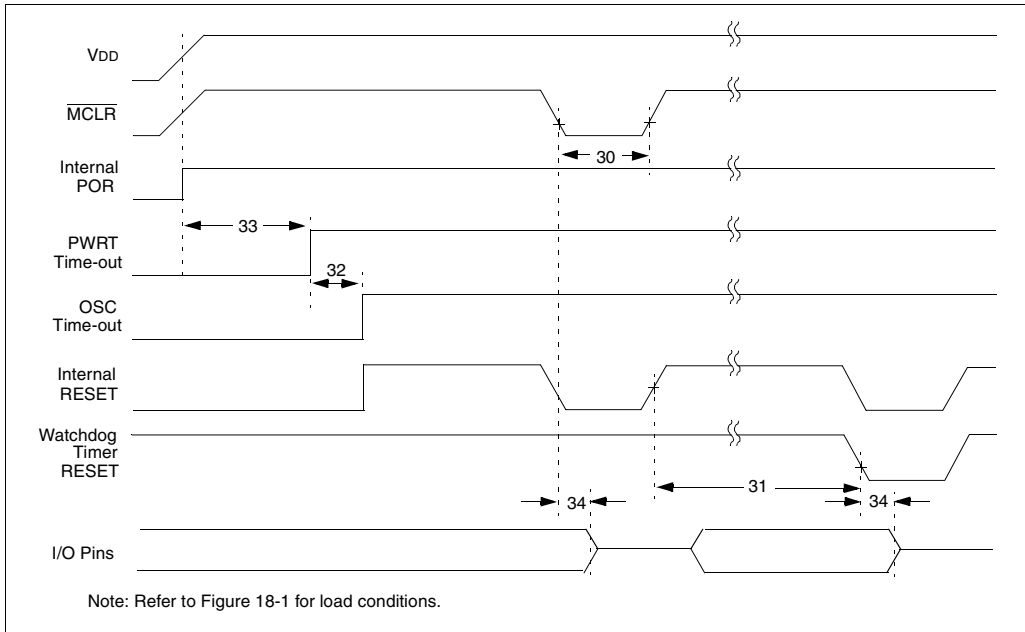 VDD
MCLR
30
Internal
POR
33
PWRT
Time-out
32
OSC
Time-out
Internal
RESET
Watchdog
Timer
RESET
31
34
34
I/O Pins
Note: Refer to Figure 18-1 for load conditions.